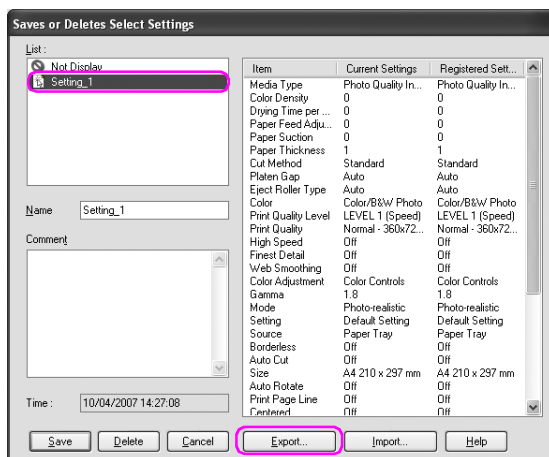 Saves or Deletes Select Settings
List :
Not Display
Setting_1
Name Setting_1
Comment
Time : 10/04/2007 14:27:08
Item Current Settings Registered Sett...
Media Type Photo Quality In... Photo Quality In...
Color Density 0 0
Drying Time per ... 0 0
Paper Feed Adju... 0 0
Paper Suction 0 0
Paper Thickness 1 1
Cut Method Standard Standard
Platen Gap Auto Auto
Eject Roller Type Auto Auto
Color Color/B&W Photo Color/B&W Photo
Print Quality Level LEVEL 1 (Speed) LEVEL 1 (Speed)
Print Quality Normal - 360x72... Normal - 360x72...
High Speed Off Off
Finest Detail Off Off
Web Smoothing Off Off
Color Adjustment Color Controls Color Controls
Gamma 1.8 1.8
Mode Photo-realistic Photo-realistic
Setting Default Setting Default Setting
Source Paper Tray Paper Tray
Borderless Off Off
Auto Cut Off Off
Size A4 210 x 297 mm A4 210 x 297 mm
Auto Rotate Off Off
Print Page Line Off Off
Centered Off Off
Save Delete Cancel Export... Import... Help